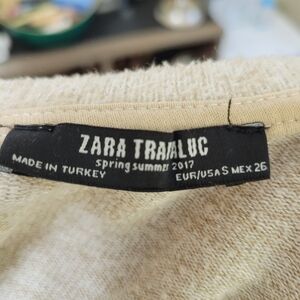 ZARA TRAFALUC
spring summer 2017
MADE IN TURKEY
EUR/USA S MEX 26